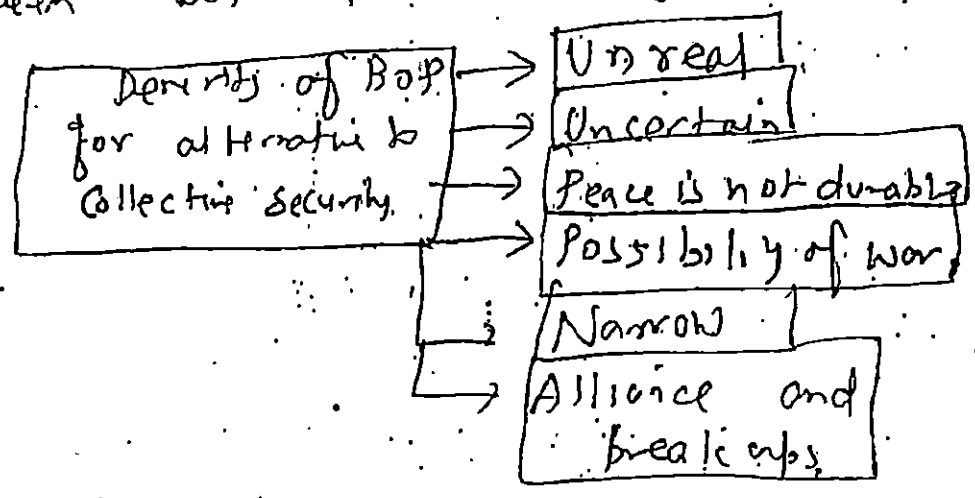 Demerits of BOP
for alternative to
Collective Security.
Unreal
Uncertain
Peace is not durable
Possibility of war
Narrow
Alliance and
breakups